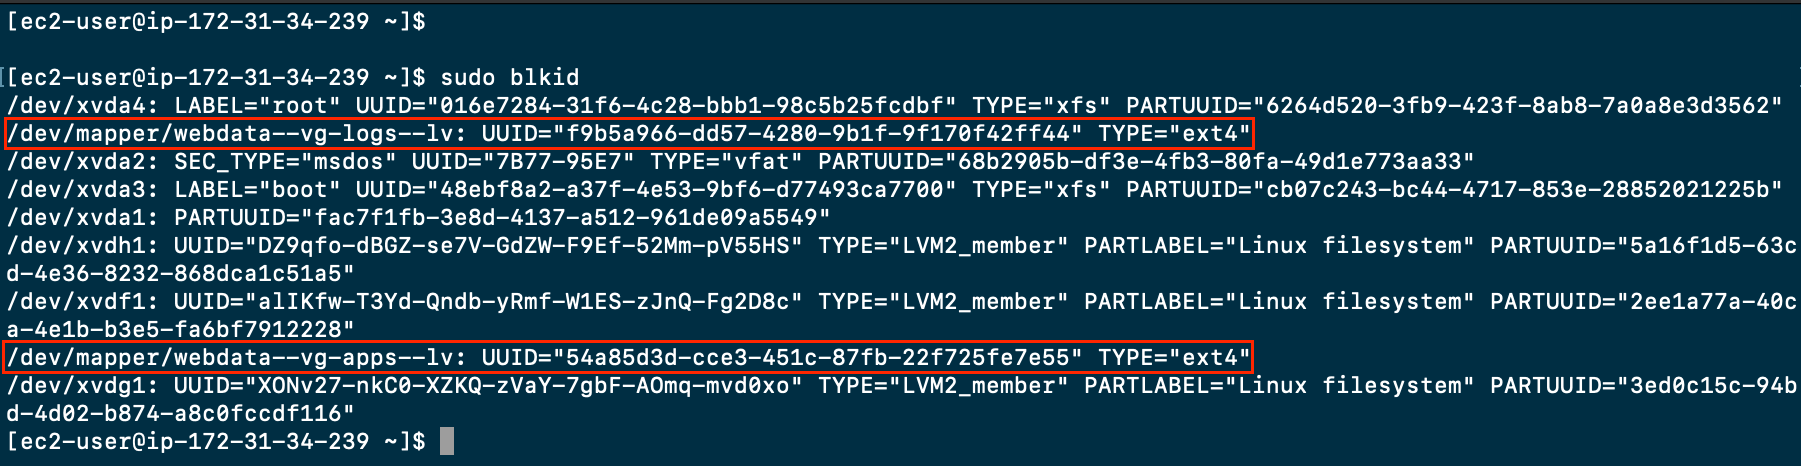 [ec2-user@ip-172-31-34-239 ~]$
[[ec2-user@ip-172-31-34-239 ~]$ sudo blkid
/dev/xvda4: LABEL="root" UUID="016e7284-31f6-4c28-bbb1-98c5b25fcdbf" TYPE="xfs" PARTUUID="6264d520-3fb9-423f-8ab8-7a0a8e3d3562"
/dev/mapper/webdata--vg-logs--lv: UUID="f9b5a966-dd57-4280-9b1f-9f170f42ff44" TYPE="ext4"
/dev/xvda2: SEC_TYPE="msdos" UUID="7B77-95E7" TYPE="vfat" PARTUUID="68b2905b-df3e-4fb3-80fa-49d1e773aa33"
/dev/xvda3: LABEL="boot" UUID="48ebf8a2-a37f-4e53-9bf6-d77493ca7700" TYPE="xfs" PARTUUID="cb07c243-bc44-4717-853e-28852021225b"
/dev/xvda1: PARTUUID="fac7f1fb-3e8d-4137-a512-961de09a5549"
/dev/xvdh1: UUID="DZ9qfo-dBGZ-se7V-GdZW-F9Ef-52Mm-pV55HS" TYPE="LVM2_member" PARTLABEL="Linux filesystem" PARTUUID="5a16f1d5-63c
d-4e36-8232-868dca1c51a5"
/dev/xvdf1: UUID="alIKfw-T3Yd-Qndb-yRmf-W1ES-zJnQ-Fg2D8c" TYPE="LVM2_member" PARTLABEL="Linux filesystem" PARTUUID="2ee1a77a-40c
a-4e1b-b3e5-fa6bf7912228"
/dev/mapper/webdata--vg-apps--lv: UUID="54a85d3d-cce3-451c-87fb-22f725fe7e55" TYPE="ext4"
/dev/xvdg1: UUID="XONv27-nkC0-XZKQ-zVaY-7gbF-AOmq-mvd0xo" TYPE="LVM2_member" PARTLABEL="Linux filesystem" PARTUUID="3ed0c15c-94b
d-4d02-b874-a8c0fccdf116"
[ec2-user@ip-172-31-34-239 ~]$